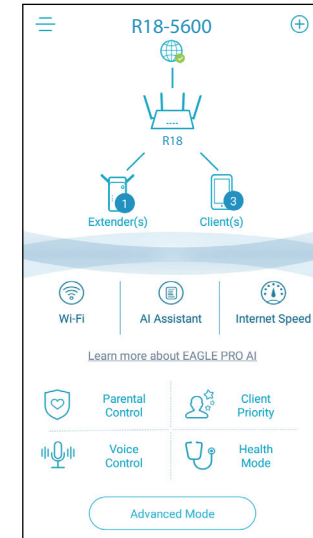 R18-5600
R18
1
3
Extender(s)
Client(s)
Wi-Fi
AI Assistant
Internet Speed
Learn more about EAGLE PRO AI
Parental
Control
Client
Priority
Voice
Control
Health
Mode
Advanced Mode